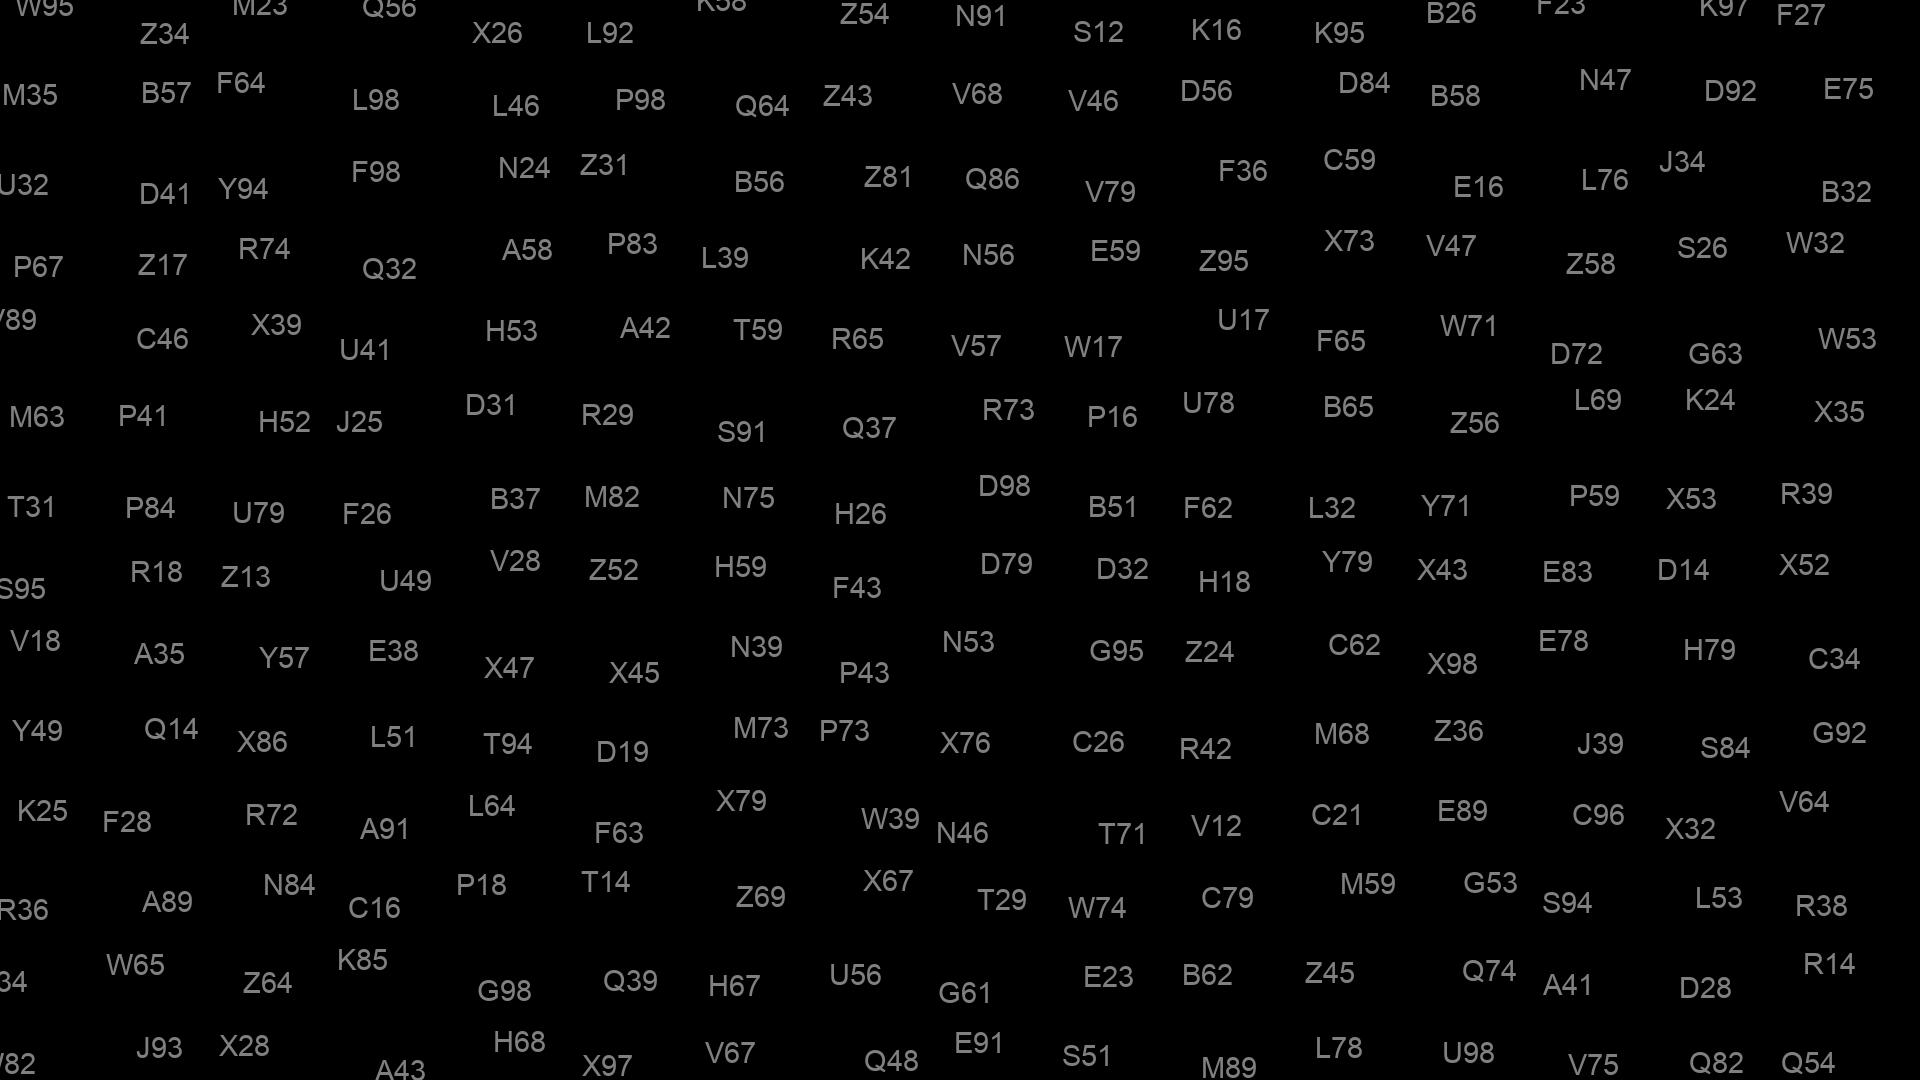 W95 Z34 M23 Q56 X26 L92 K58 Z54 N91 S12 K16 K95 B26 F23 K97 F27
M35 B57 F64 L98 L46 P98 Q64 Z43 V68 V46 D56 D84 B58 N47 D92 E75
U32 D41 Y94 F98 N24 Z31 B56 Z81 Q86 V79 F36 C59 E16 L76 J34 B32
P67 Z17 R74 Q32 A58 P83 L39 K42 N56 E59 Z95 X73 V47 Z58 S26 W32
C46 X39 U41 H53 A42 T59 R65 V57 W17 U17 F65 W71 D72 G63 W53
M63 P41 H52 J25 D31 R29 S91 Q37 R73 P16 U78 B65 Z56 L69 K24 X35
T31 P84 U79 F26 B37 M82 N75 H26 D98 B51 F62 L32 Y71 P59 X53 R39
S95 R18 Z13 U49 V28 Z52 H59 F43 D79 D32 H18 Y79 X43 E83 D14 X52
V18 A35 Y57 E38 X47 X45 N39 P43 N53 G95 Z24 C62 X98 E78 H79 C34
Y49 Q14 X86 L51 T94 D19 M73 P73 X76 C26 R42 M68 Z36 J39 S84 G92
K25 F28 R72 A91 L64 F63 X79 W39 N46 T71 V12 C21 E89 C96 X32 V64
R36 A89 N84 C16 P18 T14 Z69 X67 T29 W74 C79 M59 G53 S94 L53 R38
34 W65 Z64 K85 G98 Q39 H67 U56 G61 E23 B62 Z45 Q74 A41 D28 R14
J93 X28 A43 H68 X97 V67 Q48 E91 S51 M89 L78 U98 V75 Q82 Q54